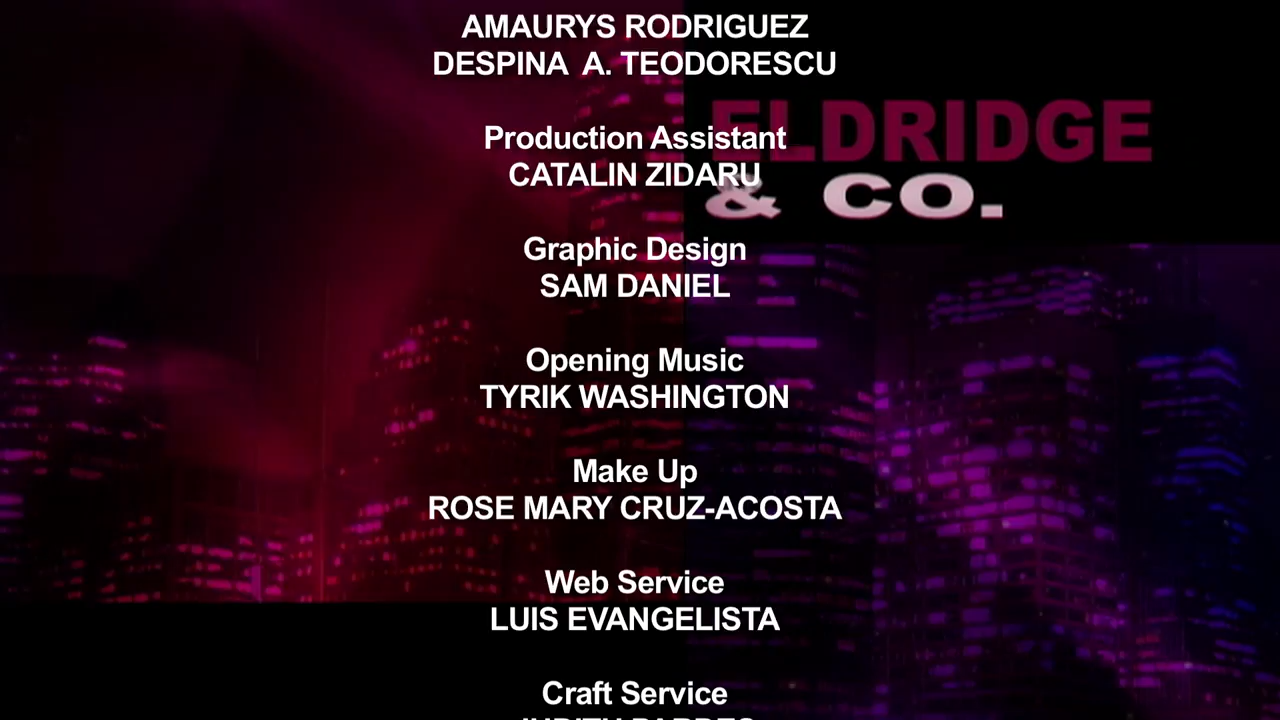 AMAURYS RODRIGUEZ
DESPINA A. TEODORESCU
ELDRIDGE
& CO.
Production Assistant
CATALIN ZIDARU
Graphic Design
SAM DANIEL
Opening Music
TYRIK WASHINGTON
Make Up
ROSE MARY CRUZ-ACOSTA
Web Service
LUIS EVANGELISTA
Craft Service